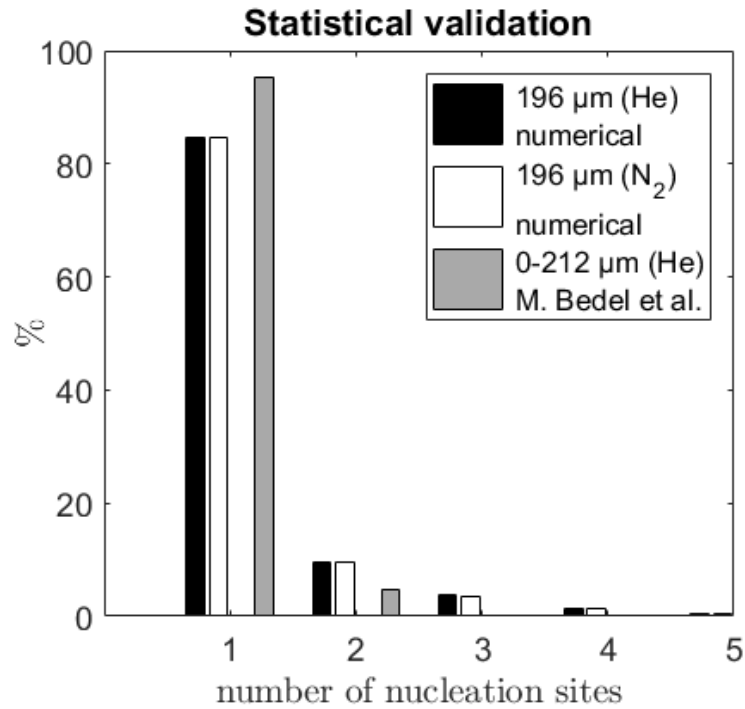 Statistical validation
100
80
60
40
20
0
%
196 µm (He)
numerical
196 µm (N₂)
numerical
0-212 µm (He)
M. Bedel et al.
1 2 3 4 5
number of nucleation sites